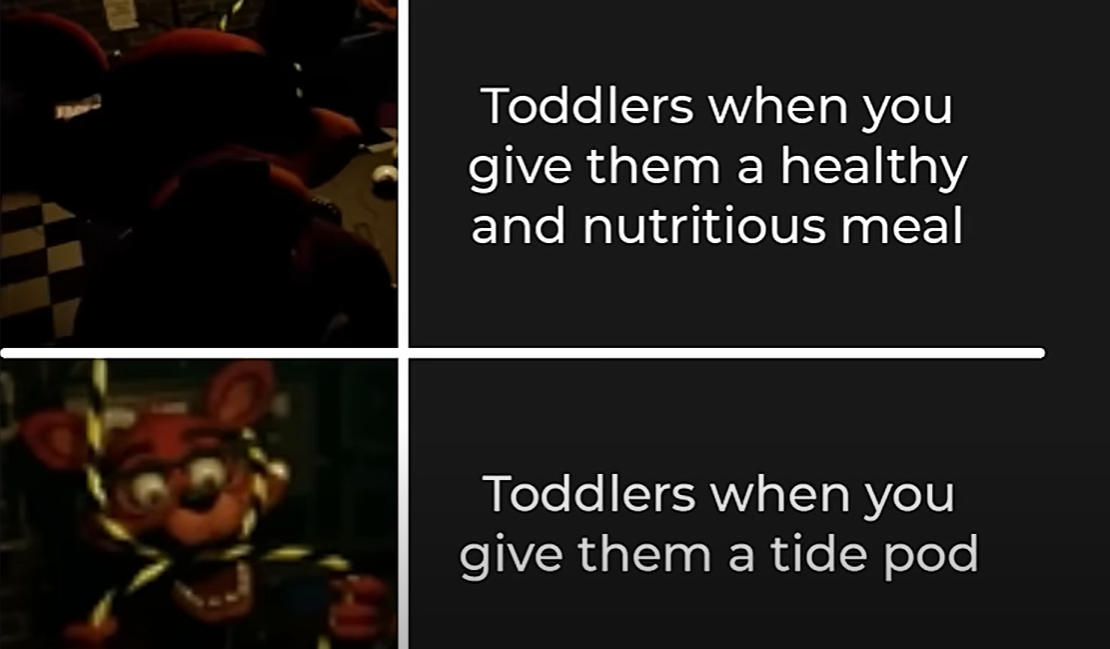 Toddlers when you
give them a healthy
and nutritious meal
Toddlers when you
give them a tide pod